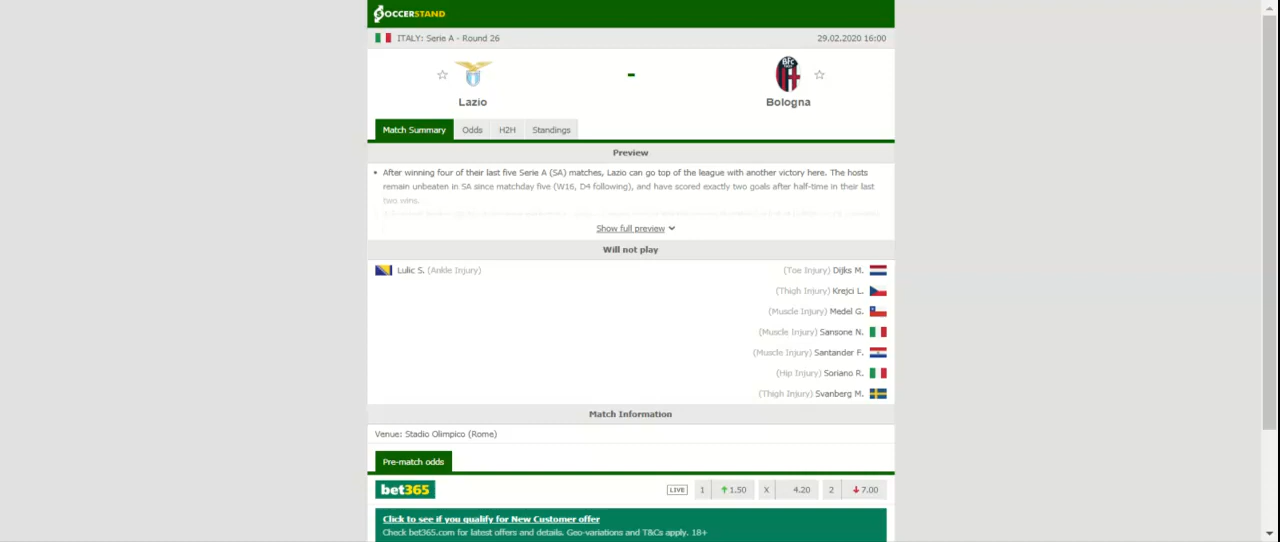 SOCCERSTAND
ITALY: Serie A - Round 26 29.02.2020 16:00
-
Lazio Bologna
Match Summary Odds H2H Standings
Preview
After winning four of their last five Serie A (SA) matches, Lazio can go top of the league with another victory here. The hosts
remain unbeaten in SA since matchday five (W16, D4 following), and have scored exactly two goals after half-time in their last
two wins.
Show full preview
Will not play
Lulic S. (Ankle Injury) (Toe Injury) Dijks M.
(Thigh Injury) Krejci L.
(Muscle Injury) Medel G.
(Muscle Injury) Sansone N.
(Muscle Injury) Santander F.
(Hip Injury) Soriano R.
(Thigh Injury) Svanberg M.
Match Information
Venue: Stadio Olimpico (Rome)
Pre-match odds
bet365 LIVE 1 1.50 X 4.20 2 7.00
Click to see if you qualify for New Customer offer
Check bet365.com for latest offers and details. Geo-variations and T&Cs apply. 18+